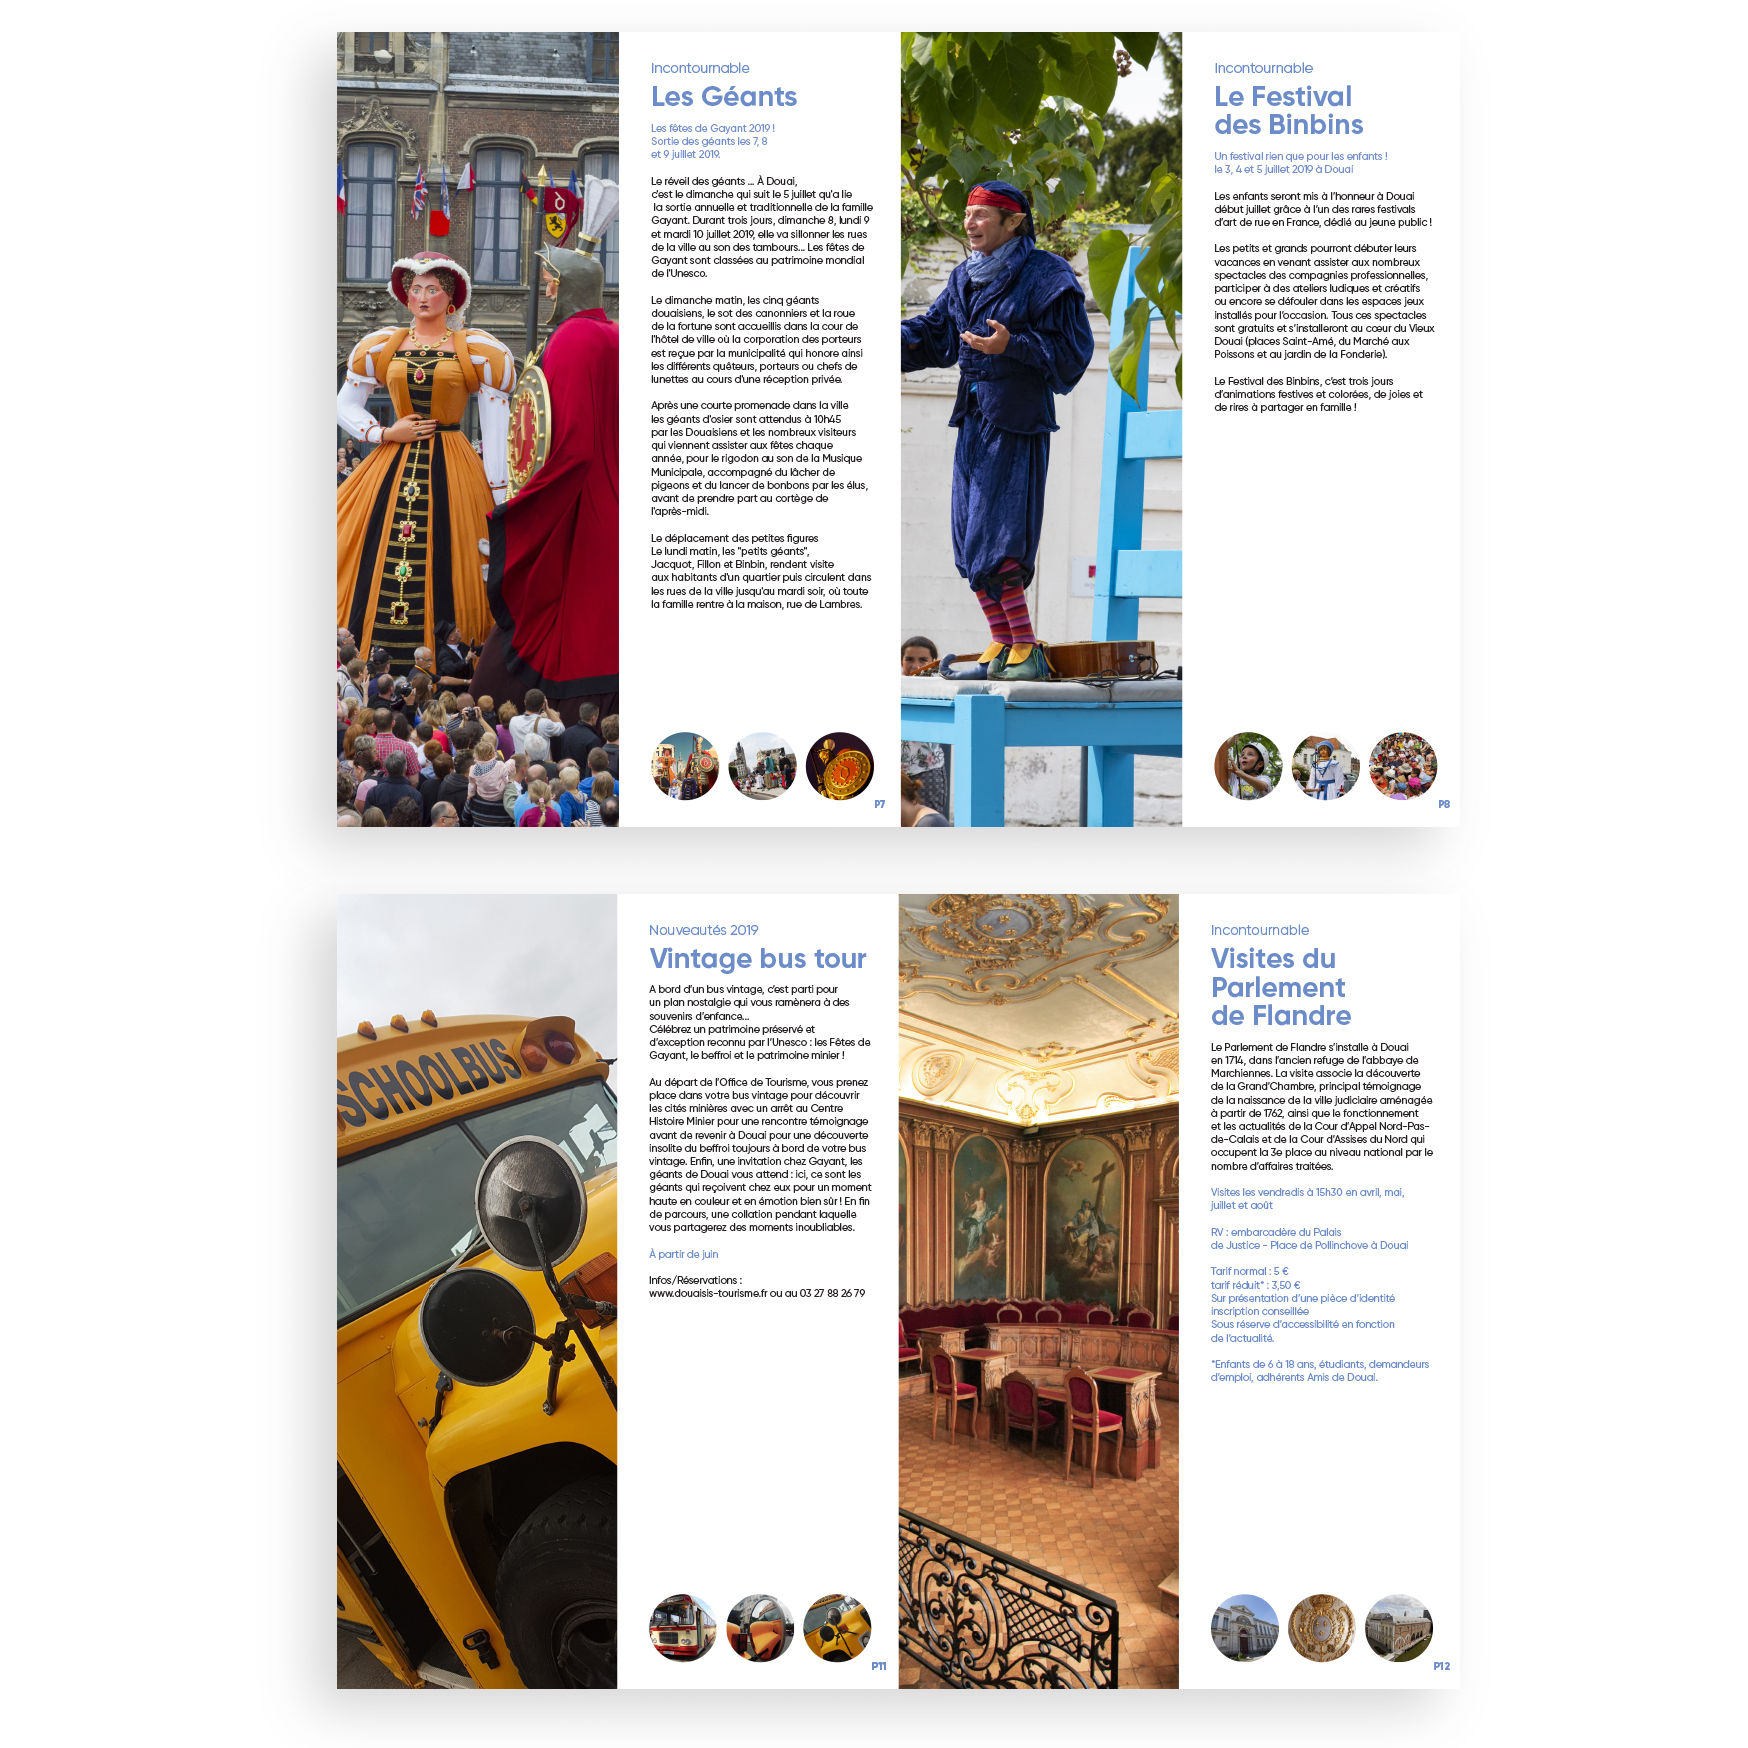 Incontournable
Les Géants
Les fêtes de Gayant 2019 !
Sortie des géants les 7, 8
et 9 juillet 2019.
Le réveil des géants ... À Douai,
c'est le dimanche qui suit le 5 juillet qu'a lie
la sortie annuelle et traditionnelle de la famille
Gayant. Durant trois jours, dimanche 8, lundi 9
et mardi 10 juillet 2019, elle va sillonner les rues
de la ville au son des tambours... Les fêtes de
Gayant sont classées au patrimoine mondial
de l'Unesco.
Le dimanche matin, les cinq géants
douaisiens, le sot des canonniers et la roue
de la fortune sont accueillis dans la cour de
l'hôtel de ville où la corporation des porteurs
est reçue par la municipalité qui honore ainsi
les différents quêteurs, porteurs ou chefs de
lunettes au cours d'une réception privée.
Après une courte promenade dans la ville
les géants d'osier sont attendus à 10h45
par les Douaisiens et les nombreux visiteurs
qui viennent assister aux fêtes chaque
année, pour le rigodon au son de la Musique
Municipale, accompagné du lâcher de
pigeons et du lancer de bonbons par les élus,
avant de prendre part au cortège de
l'après-midi.
Le déplacement des petites figures
Le lundi matin, les "petits géants",
Jacquot, Fillon et Binbin, rendent visite
aux habitants d'un quartier puis circulent dans
les rues de la ville jusqu'au mardi soir, où toute
la famille rentre à la maison, rue de Lambres.
P7
Incontournable
Le Festival
des Binbins
Un festival rien que pour les enfants !
le 3, 4 et 5 juillet 2019 à Douai
Les enfants seront mis à l'honneur à Douai
début juillet grâce à l'un des rares festivals
d'art de rue en France, dédié au jeune public !
Les petits et grands pourront débuter leurs
vacances en venant assister aux nombreux
spectacles des compagnies professionnelles,
participer à des ateliers ludiques et créatifs
ou encore se défouler dans les espaces jeux
installés pour l'occasion. Tous ces spectacles
sont gratuits et s'installeront au cœur du Vieux
Douai (places Saint-Amé, du Marché aux
Poissons et au jardin de la Fonderie).
Le Festival des Binbins, c'est trois jours
d'animations festives et colorées, de joies et
de rires à partager en famille !
P8
SCHOOLBUS
Nouveautés 2019
Vintage bus tour
A bord d'un bus vintage, c'est parti pour
un plan nostalgie qui vous ramènera à des
souvenirs d'enfance...
Célébrez un patrimoine préservé et
d'exception reconnu par l'Unesco : les Fêtes de
Gayant, le beffroi et le patrimoine minier !
Au départ de l'Office de Tourisme, vous prenez
place dans votre bus vintage pour découvrir
les cités minières avec un arrêt au Centre
Histoire Minier pour une rencontre témoignage
avant de revenir à Douai pour une découverte
insolite du beffroi toujours à bord de votre bus
vintage. Enfin, une invitation chez Gayant, les
géants de Douai vous attend : ici, ce sont les
géants qui reçoivent chez eux pour un moment
haute en couleur et en émotion bien sûr ! En fin
de parcours, une collation pendant laquelle
vous partagerez des moments inoubliables.
À partir de juin
Infos/Réservations :
www.douaisis-tourisme.fr ou au 03 27 88 26 79
P11
Incontournable
Visites du
Parlement
de Flandre
Le Parlement de Flandre s'installe à Douai
en 1714, dans l'ancien refuge de l'abbaye de
Marchiennes. La visite associe la découverte
de la Grand'Chambre, principal témoignage
de la naissance de la ville judiciaire aménagée
à partir de 1762, ainsi que le fonctionnement
et les actualités de la Cour d'Appel Nord-Pas-
de-Calais et de la Cour d'Assises du Nord qui
occupent la 3e place au niveau national par le
nombre d'affaires traitées.
Visites les vendredis à 15h30 en avril, mai,
juillet et août
RV : embarcadère du Palais
de Justice - Place de Pollinchove à Douai
Tarif normal : 5 €
tarif réduit* : 3,50 €
Sur présentation d'une pièce d'identité
inscription conseillée
Sous réserve d'accessibilité en fonction
de l'actualité.
*Enfants de 6 à 18 ans, étudiants, demandeurs
d'emploi, adhérents Amis de Douai.
P12